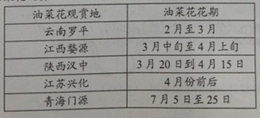 油菜花观赏地 油菜花花期
云南罗平 2月至3月
江西婺源 3月中旬至4月上旬
陕西汉中 3月20日到4月15日
江苏兴化 4月份前后
青海门源 7月5日至25日